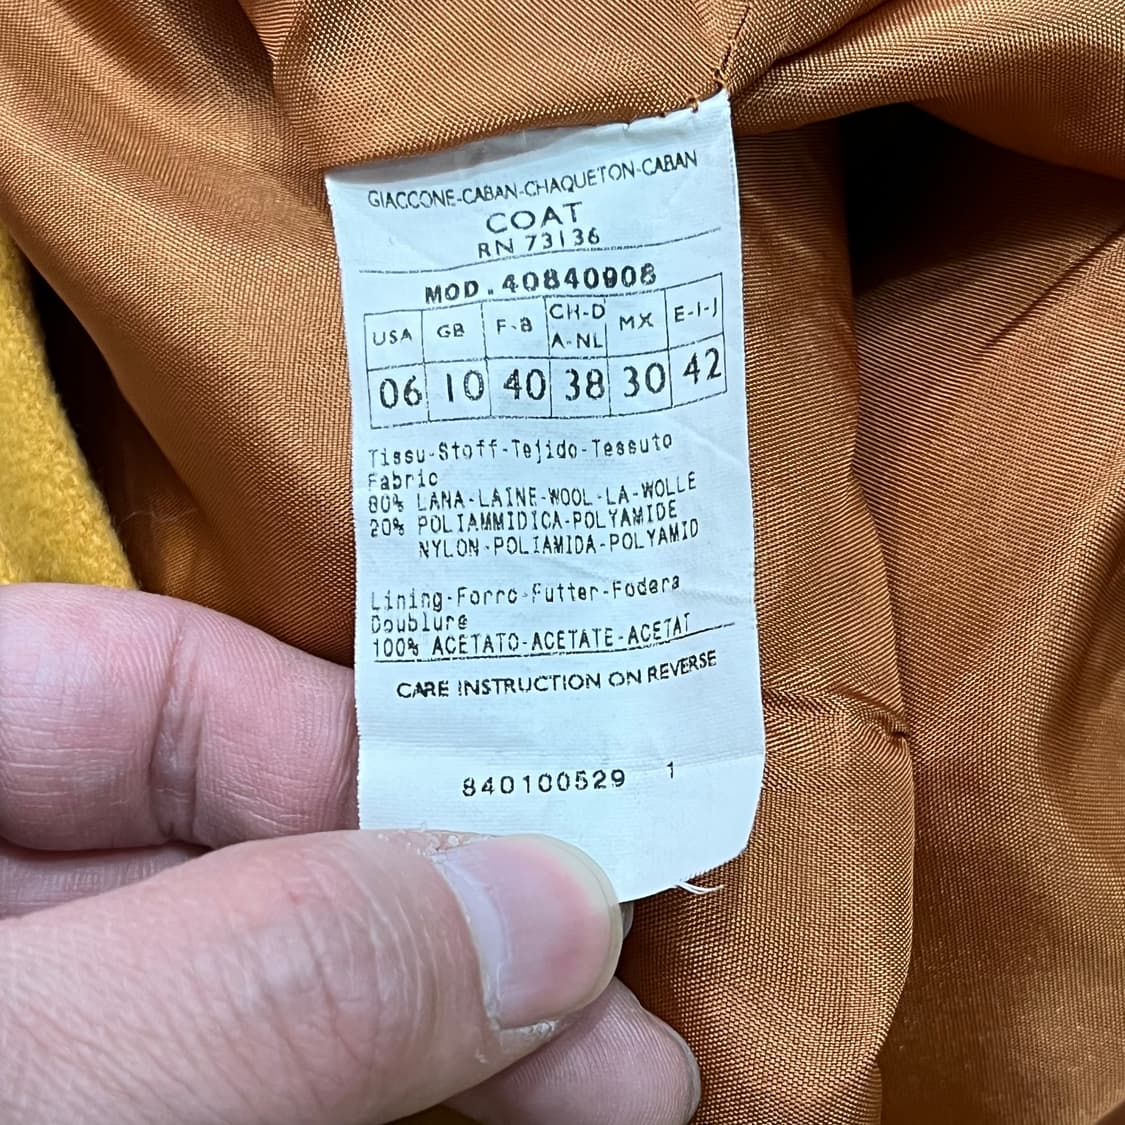 GIACCONE-CABAN-CHAQUETON-CABAN
COAT
RN 73136
MOD. 40840908
USA GB F-B CH-D A-NL MX E-I-J
06 10 40 38 30 42
Tissu-Stoff-Tejido-Tessuto
Fabric
80% LANA-LAINE-WOOL-LA-WOLLE
20% POLIAMMIDICA-POLYAMIDE
NYLON-POLIAMIDA-POLYAMID
Lining-Forro-Futter-Fodera
Doublure
100% ACETATO-ACETATE-ACETAT
CARE INSTRUCTION ON REVERSE
840100529 1